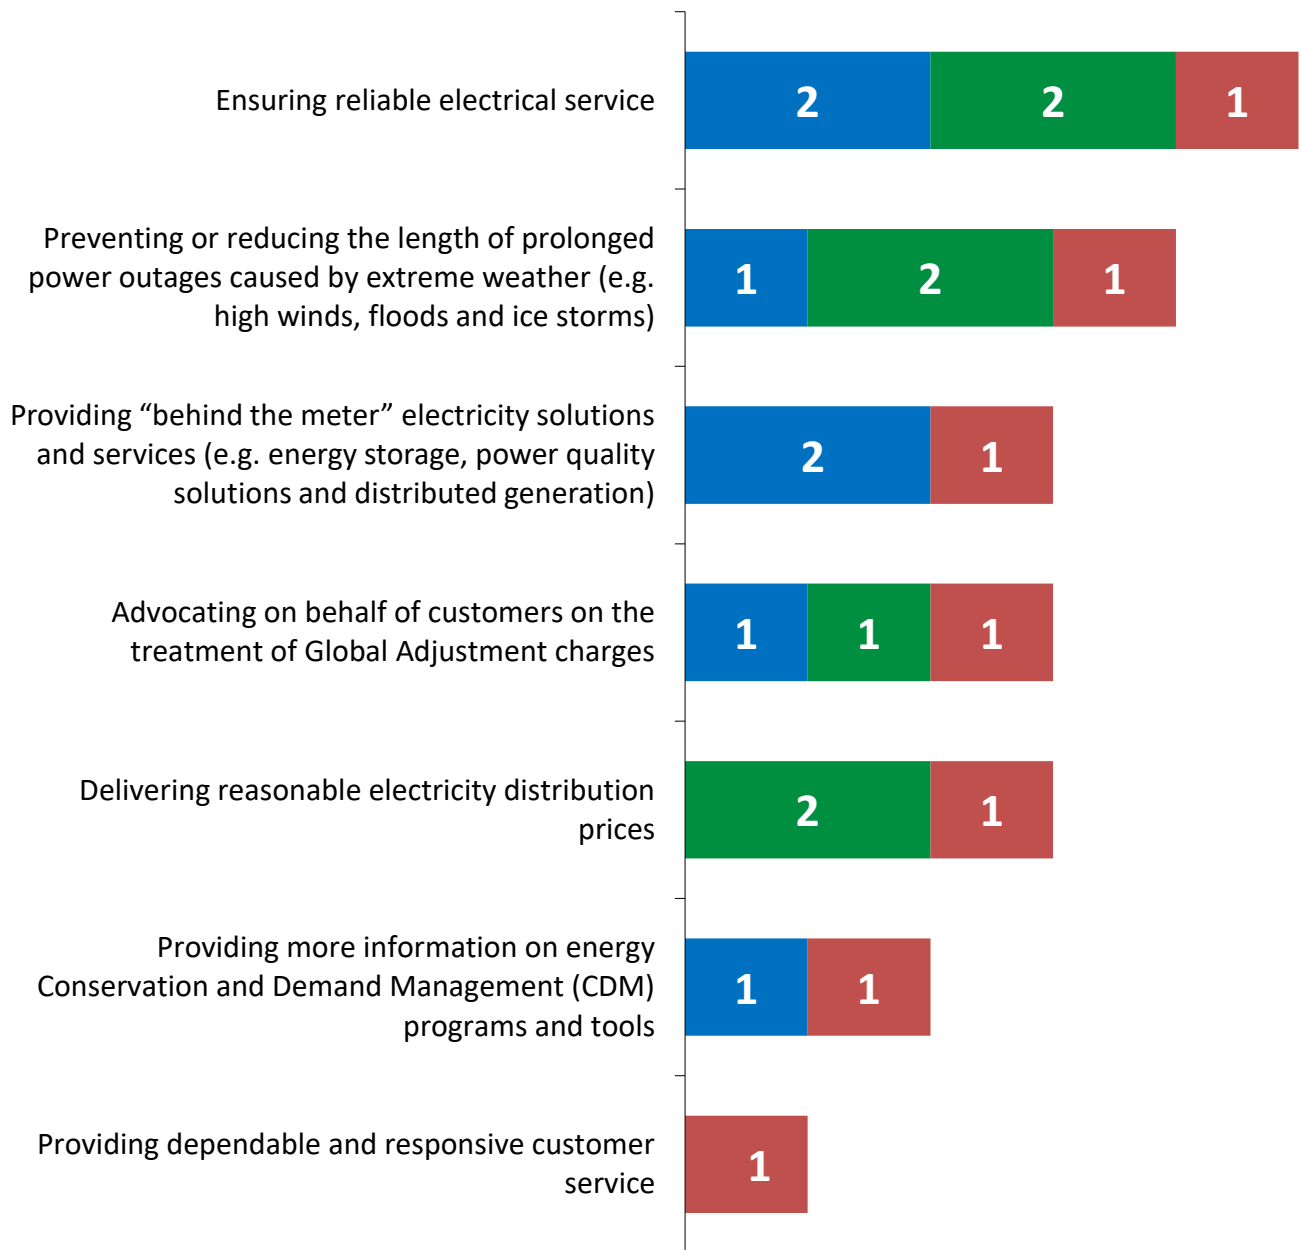 Ensuring reliable electrical service
2 2 1
Preventing or reducing the length of prolonged
power outages caused by extreme weather (e.g.
high winds, floods and ice storms)
1 2 1
Providing “behind the meter” electricity solutions
and services (e.g. energy storage, power quality
solutions and distributed generation)
2 1
Advocating on behalf of customers on the
treatment of Global Adjustment charges
1 1 1
Delivering reasonable electricity distribution
prices
2 1
Providing more information on energy
Conservation and Demand Management (CDM)
programs and tools
1 1
Providing dependable and responsive customer
service
1